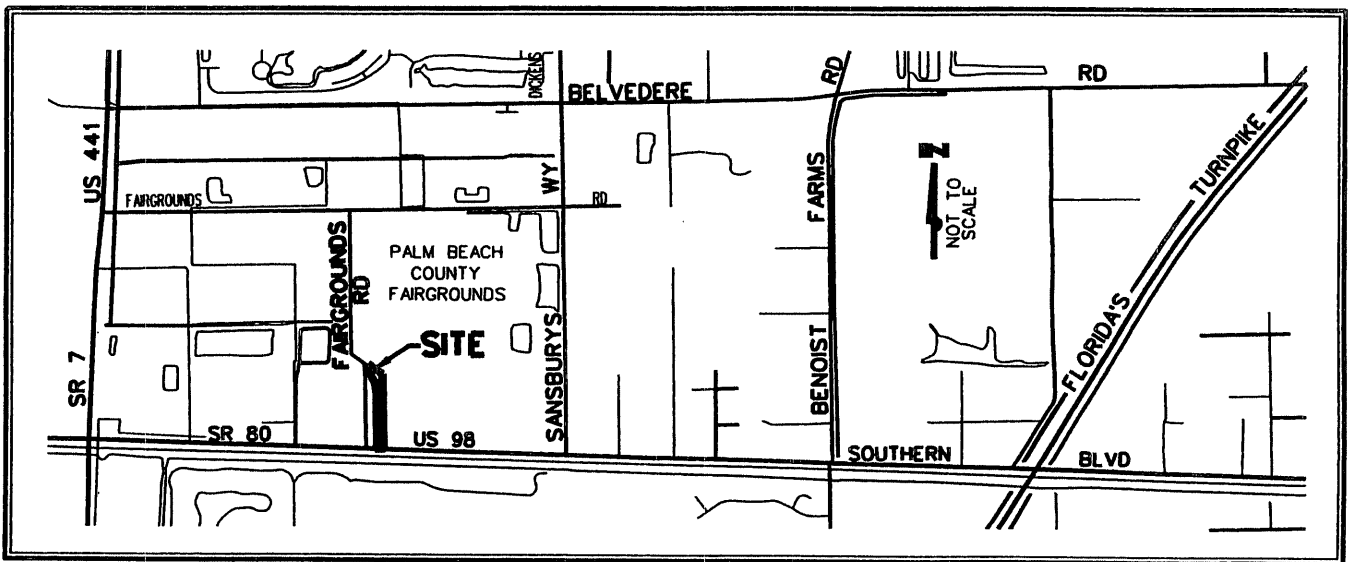 DICKENS
BELVEDERE
RD
RD
US 441
WY
FAIRGROUNDS
RD
FARMS
TURNPIKE
N
NOT TO
SCALE
FAIRGROUNDS
RD
PALM BEACH
COUNTY
FAIRGROUNDS
SITE
SANSBURYS
BENOIST
FLORIDA'S
SR 7
SR 80
US 98
SOUTHERN
BLVD